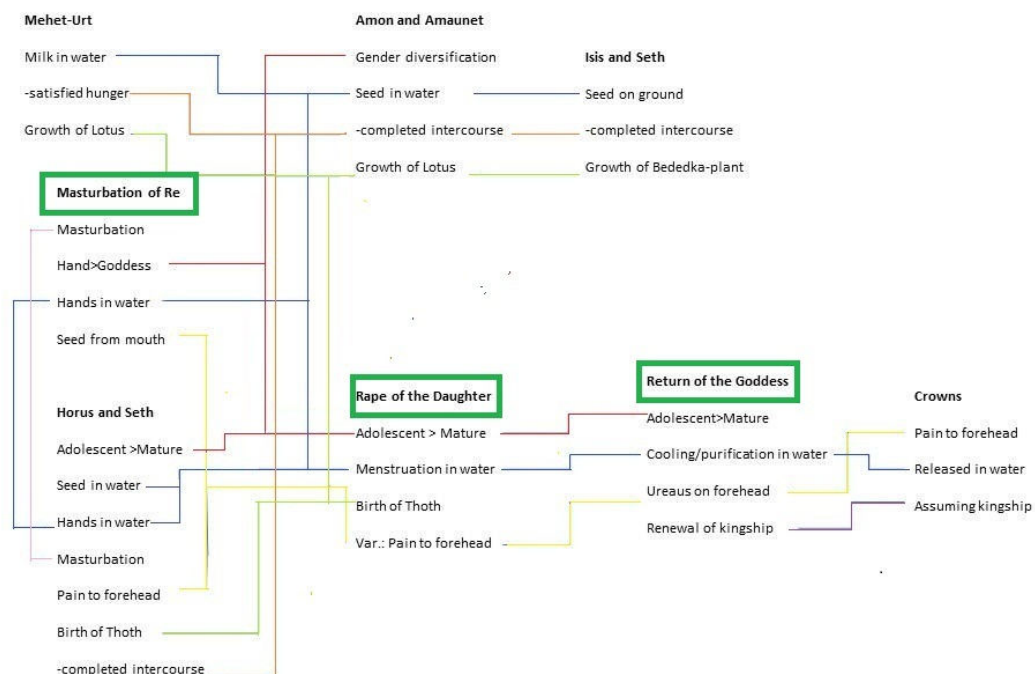 Mehet-Urt
Milk in water
-satisfied hunger
Growth of Lotus
Amon and Amaunet
Gender diversification
Seed in water
-completed intercourse
Growth of Lotus
Isis and Seth
Seed on ground
-completed intercourse
Growth of Bededka-plant
Masturbation of Re
Masturbation
Hand>Goddess
Hands in water
Seed from mouth
Horus and Seth
Adolescent >Mature
Seed in water
Hands in water
Masturbation
Pain to forehead
Birth of Thoth
-completed intercourse
Rape of the Daughter
Adolescent > Mature
Menstruation in water
Birth of Thoth
Var.: Pain to forehead
Return of the Goddess
Adolescent>Mature
Cooling/purification in water
Ureaus on forehead
Renewal of kingship
Crowns
Pain to forehead
Released in water
Assuming kingship